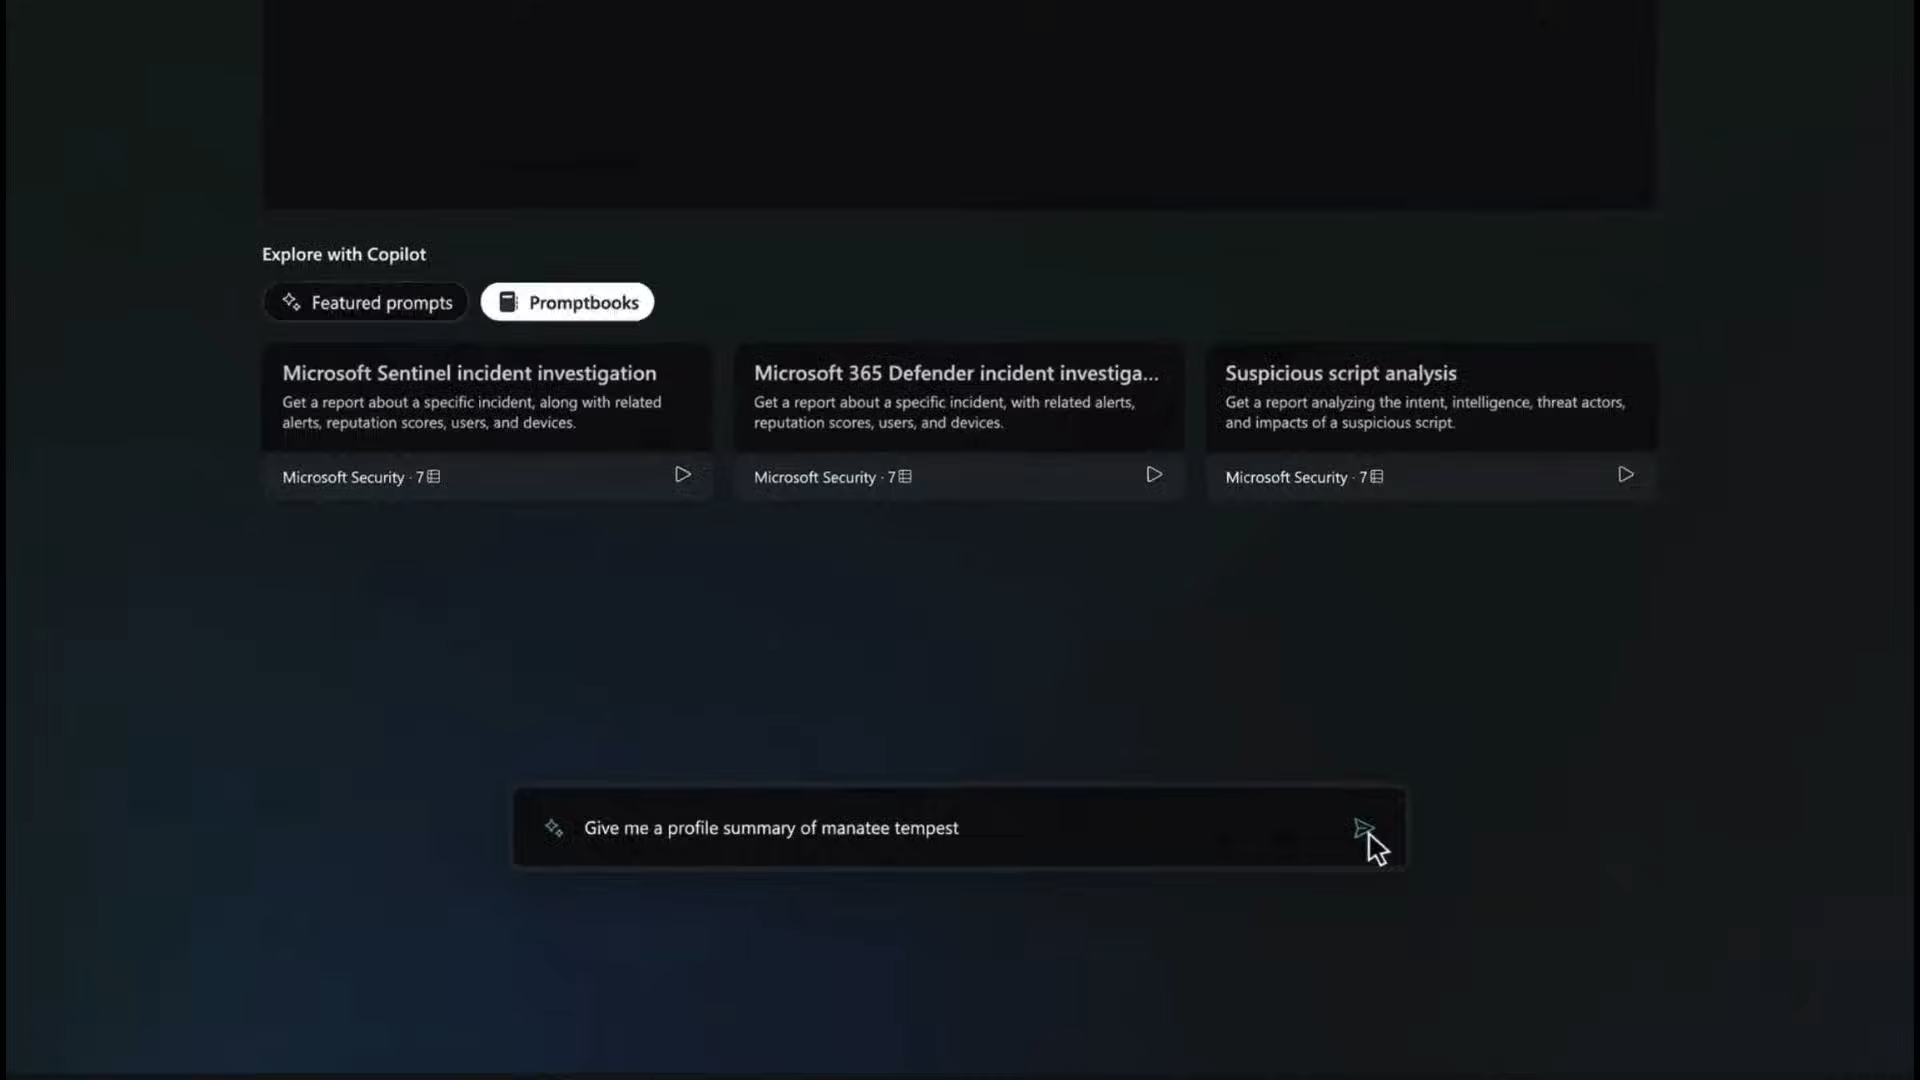 Explore with Copilot
Featured prompts
Promptbooks
Microsoft Sentinel incident investigation
Get a report about a specific incident, along with related
alerts, reputation scores, users, and devices.
Microsoft Security · 7
Microsoft 365 Defender incident investiga...
Get a report about a specific incident, with related alerts,
reputation scores, users, and devices.
Microsoft Security · 7
Suspicious script analysis
Get a report analyzing the intent, intelligence, threat actors,
and impacts of a suspicious script.
Microsoft Security · 7
Give me a profile summary of manatee tempest